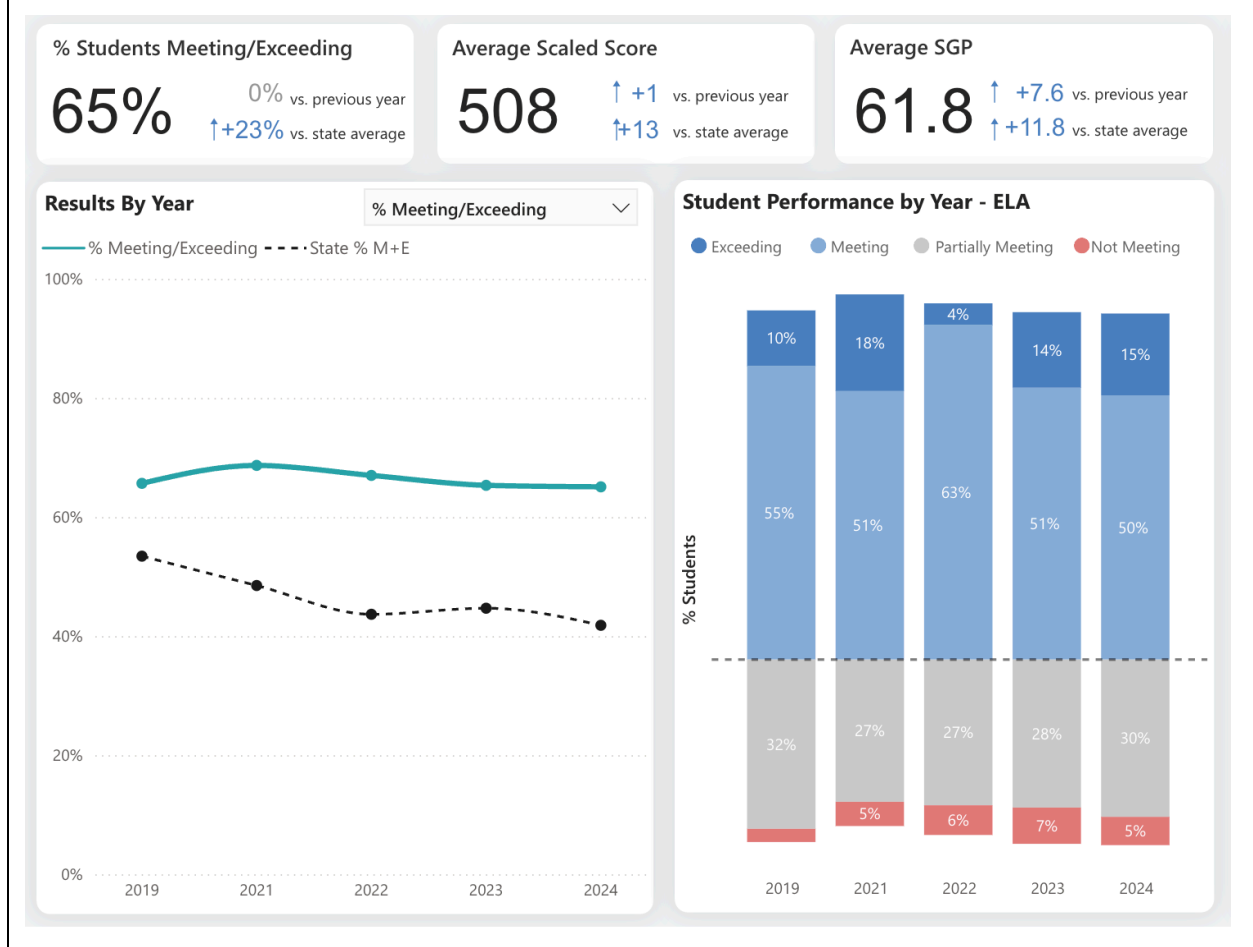 % Students Meeting/Exceeding
65%
0% vs. previous year
↑+23% vs. state average
Average Scaled Score
508
↑ +1 vs. previous year
↑+13 vs. state average
Average SGP
61.8
↑ +7.6 vs. previous year
↑+11.8 vs. state average
Results By Year
% Meeting/Exceeding
% Meeting/Exceeding State % M+E
100%
80%
60%
40%
20%
0%
2019 2021 2022 2023 2024
Student Performance by Year - ELA
Exceeding Meeting Partially Meeting Not Meeting
% Students
10% 18% 4% 14% 15%
55% 51% 63% 51% 50%
32% 27% 27% 28% 30%
5% 6% 7% 5%
2019 2021 2022 2023 2024